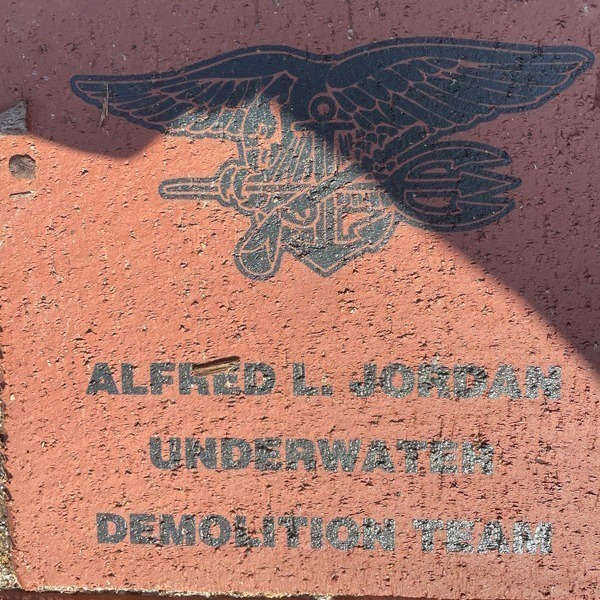 ALFRED L. JORDAN
UNDERWATER
DEMOLITION TEAM